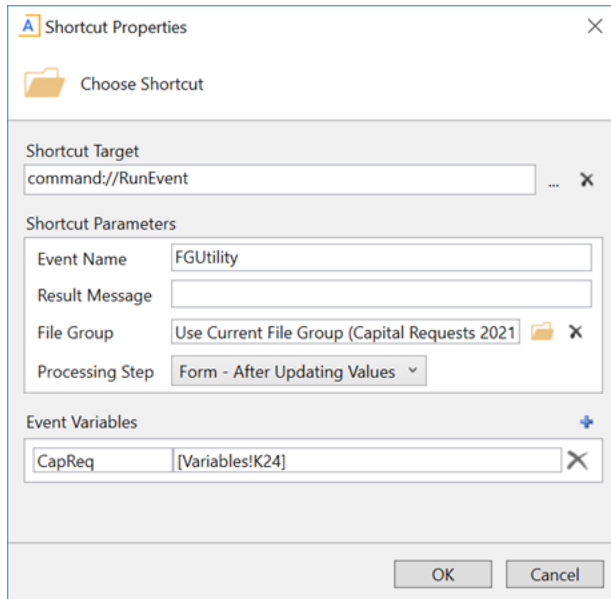 A Shortcut Properties
Choose Shortcut
Shortcut Target
command://RunEvent ...
Shortcut Parameters
Event Name FGUtility
Result Message
File Group Use Current File Group (Capital Requests 2021
Processing Step Form - After Updating Values
Event Variables
CapReq [Variables!K24]
OK Cancel